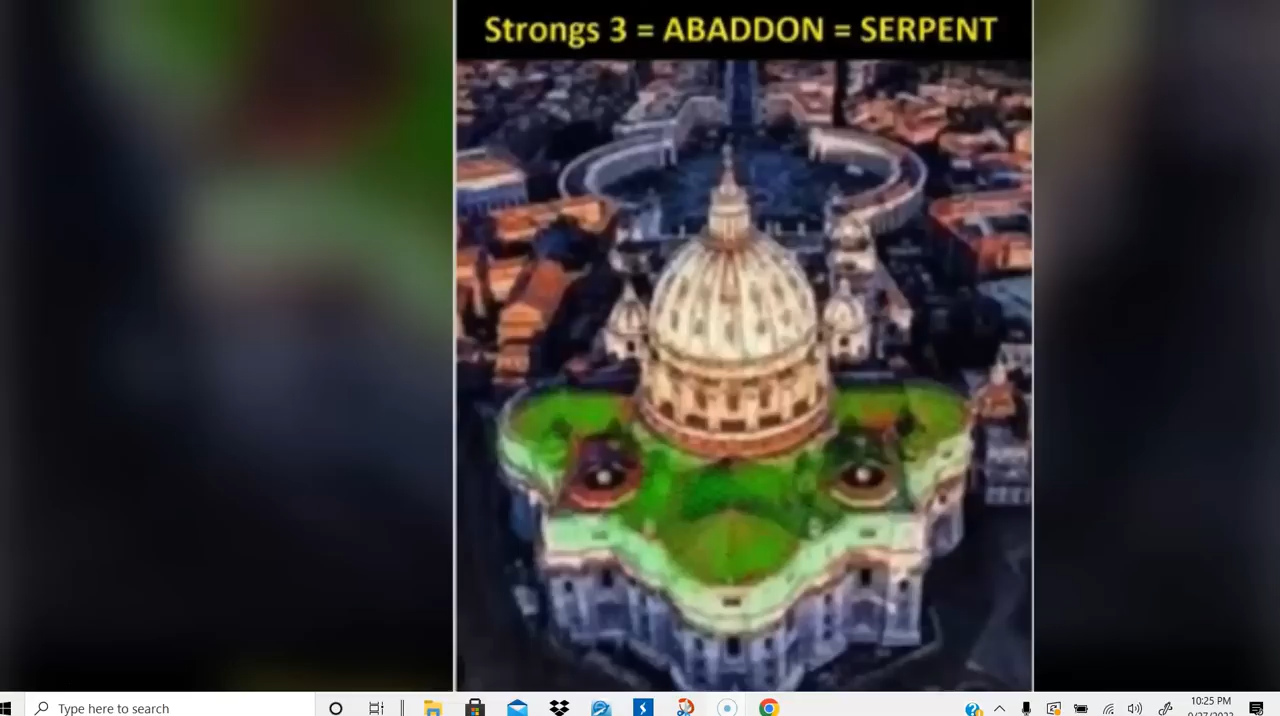 Strongs 3 = ABADDON = SERPENT
Type here to search
10:25 PM